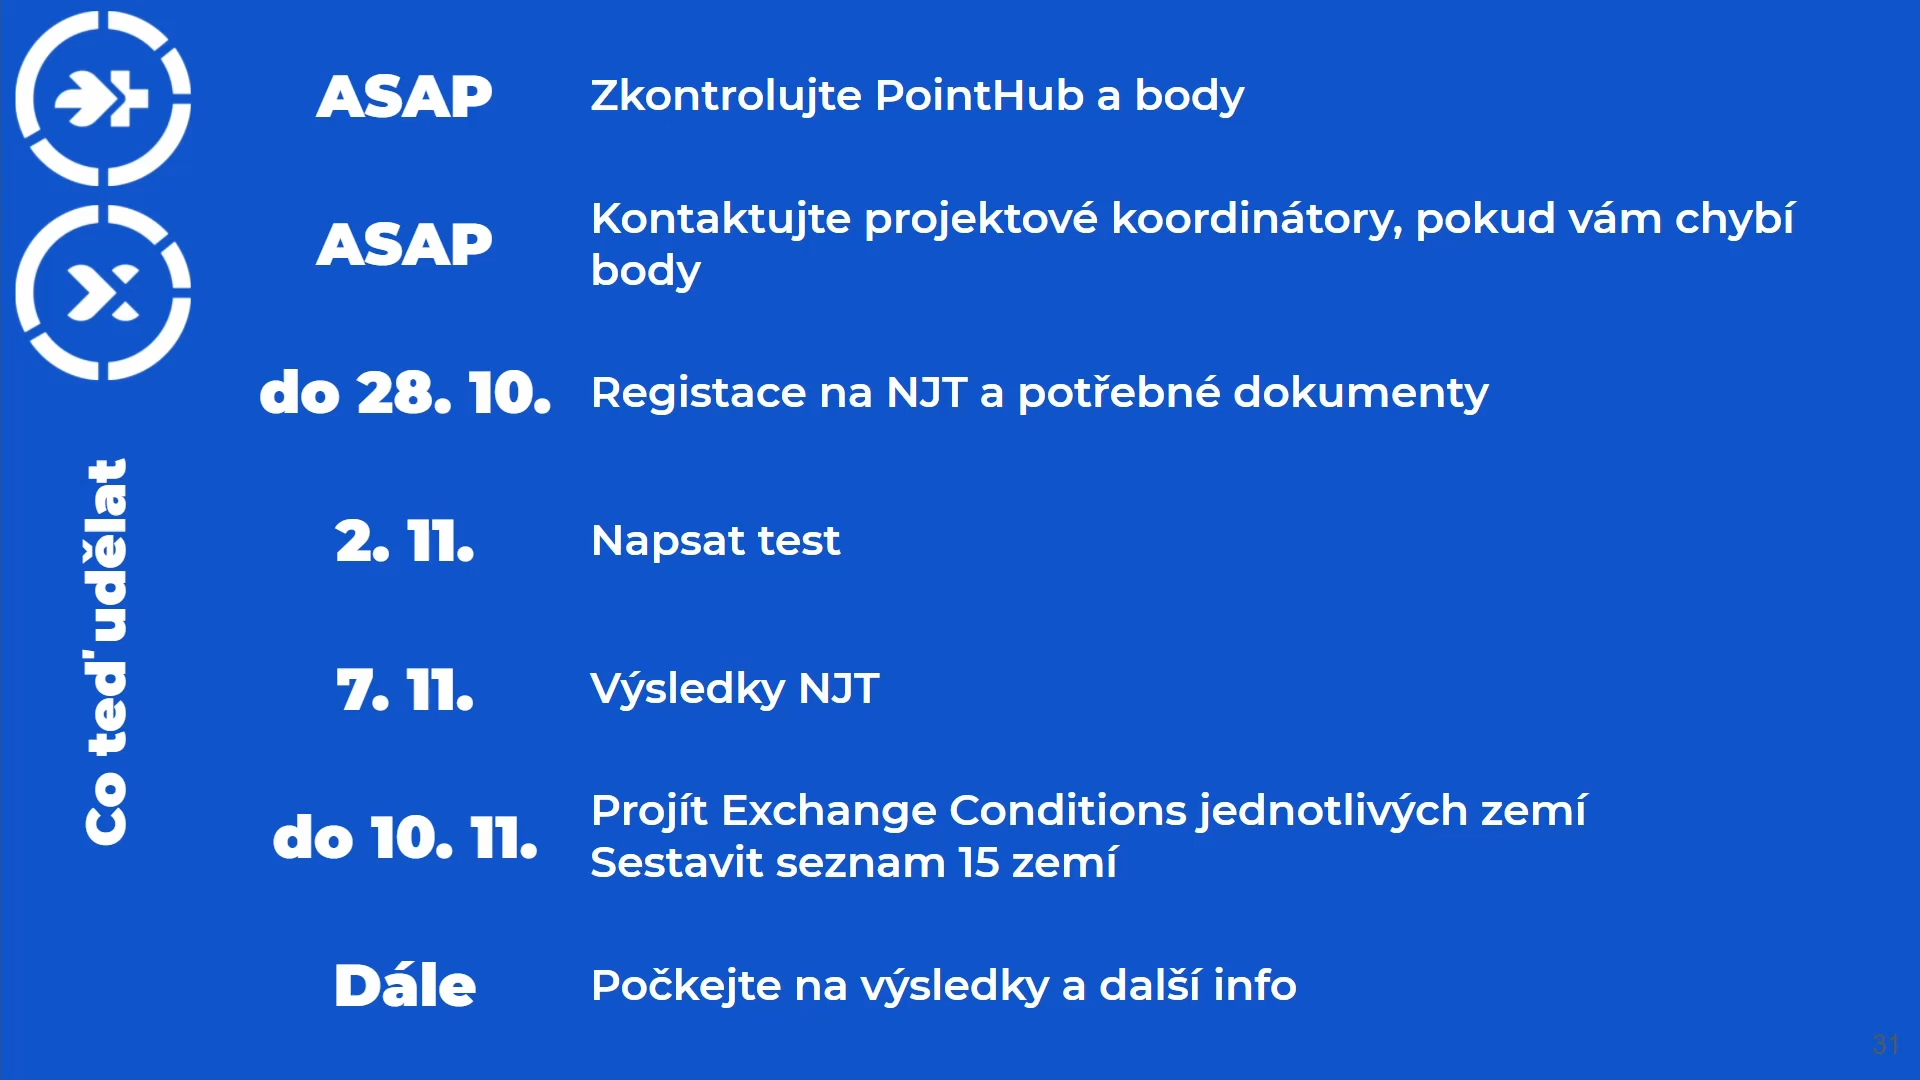 Co teď udělat
ASAP
Zkontrolujte PointHub a body
ASAP
Kontaktujte projektové koordinátory, pokud vám chybí
body
do 28. 10.
Registace na NJT a potřebné dokumenty
2. 11.
Napsat test
7. 11.
Výsledky NJT
do 10. 11.
Projít Exchange Conditions jednotlivých zemí
Sestavit seznam 15 zemí
Dále
Počkejte na výsledky a další info
31